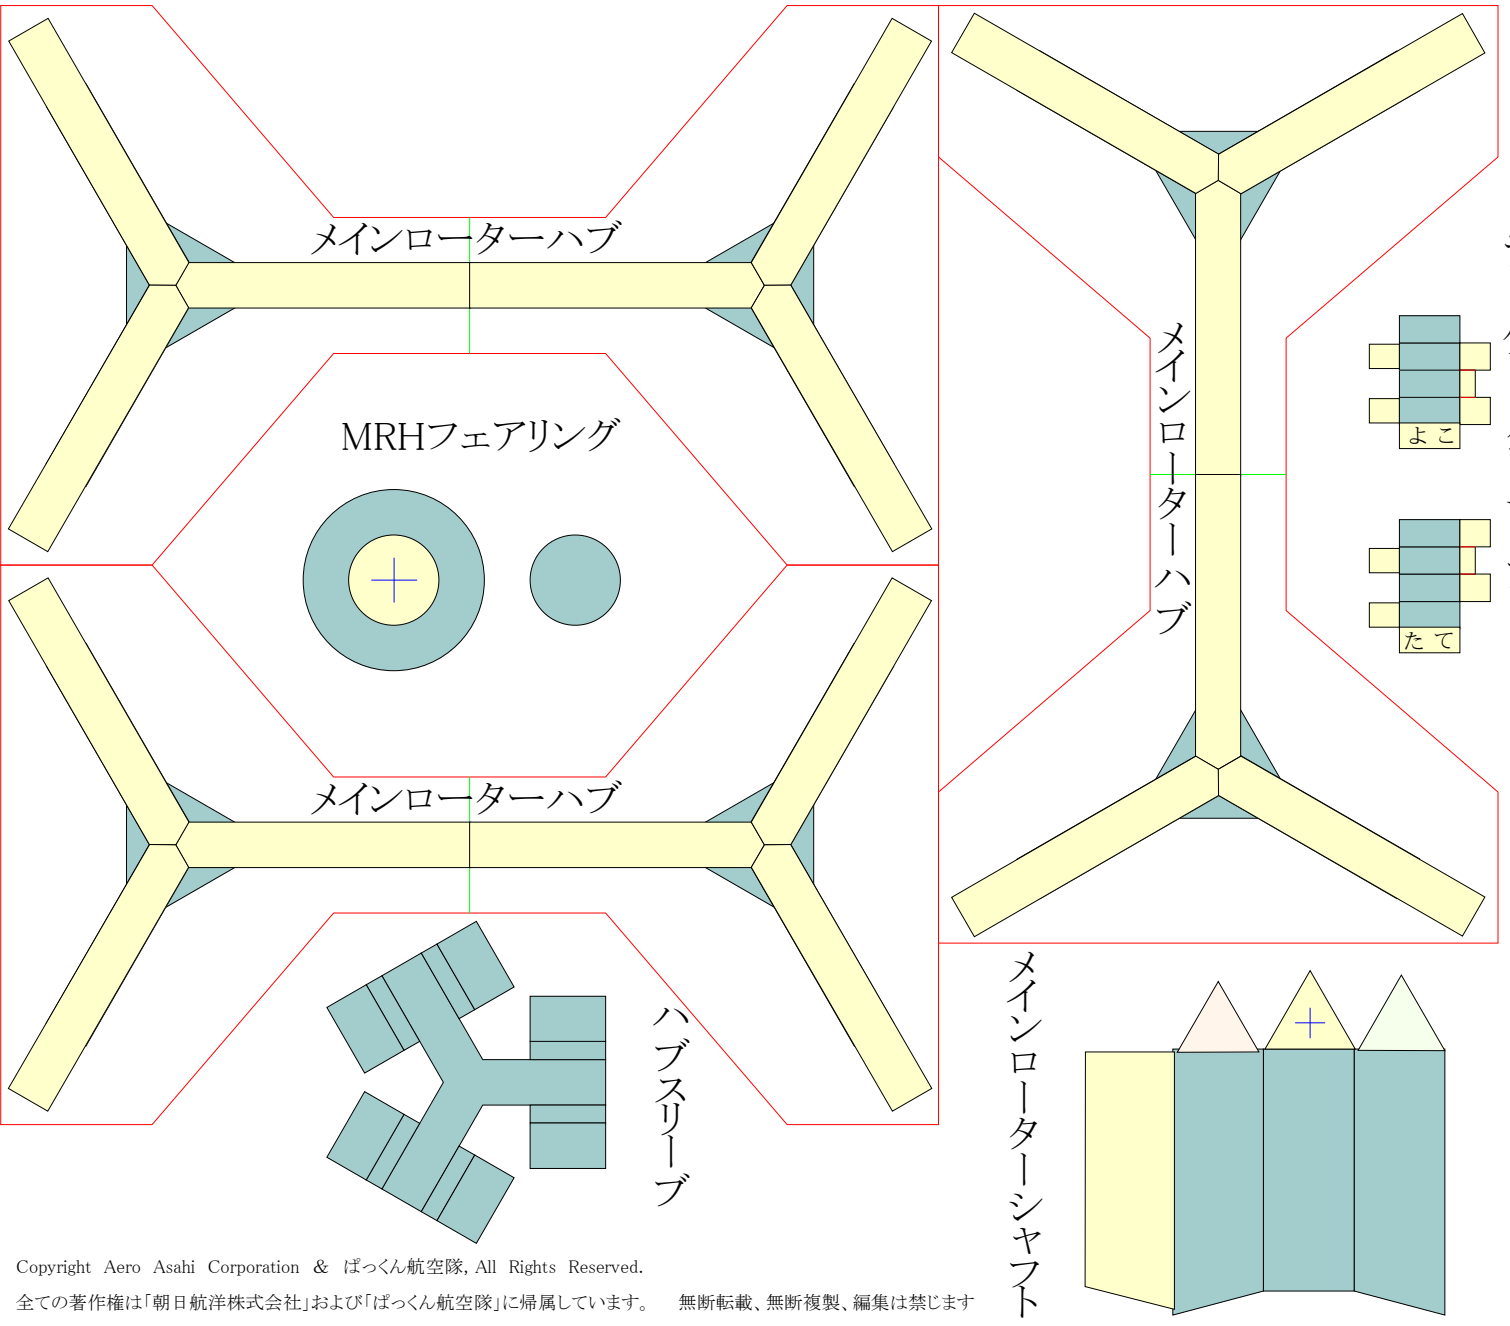 メインローターハブ
MRHフェアリング
メインローターハブ
メインローターハブ
よこ
たて
ハブスリーブ
メインローターシャフト
Copyright Aero Asahi Corporation & ぱっくん航空隊, All Rights Reserved.
全ての著作権は「朝日航洋株式会社」および「ぱっくん航空隊」に帰属しています。 無断転載、無断複製、編集は禁じます